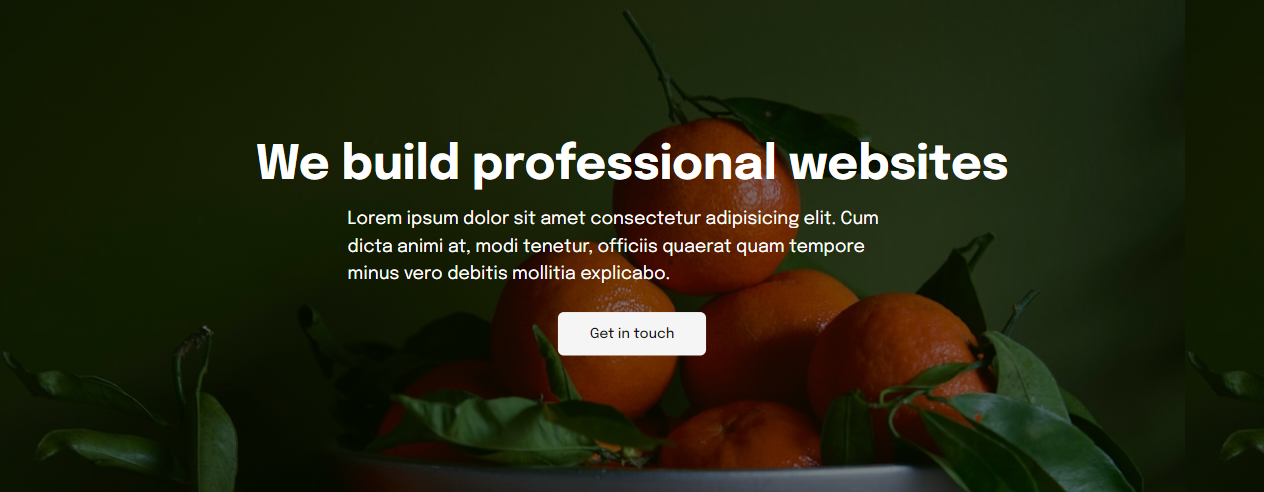 We build professional websites
Lorem ipsum dolor sit amet consectetur adipisicing elit. Cum
dicta animi at, modi tenetur, officiis quaerat quam tempore
minus vero debitis mollitia explicabo.
Get in touch